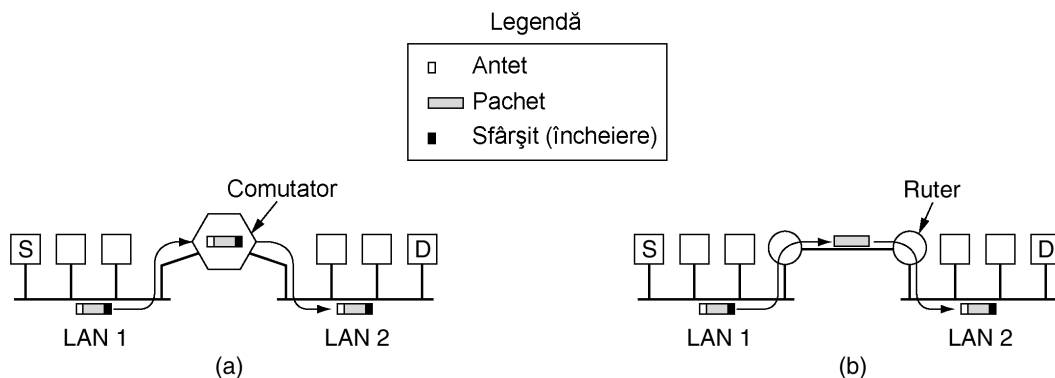 Legendă
Antet
Pachet
Sfârşit (încheiere)
Comutator
S
D
LAN 1
LAN 2
(a)
Ruter
S
D
LAN 1
LAN 2
(b)